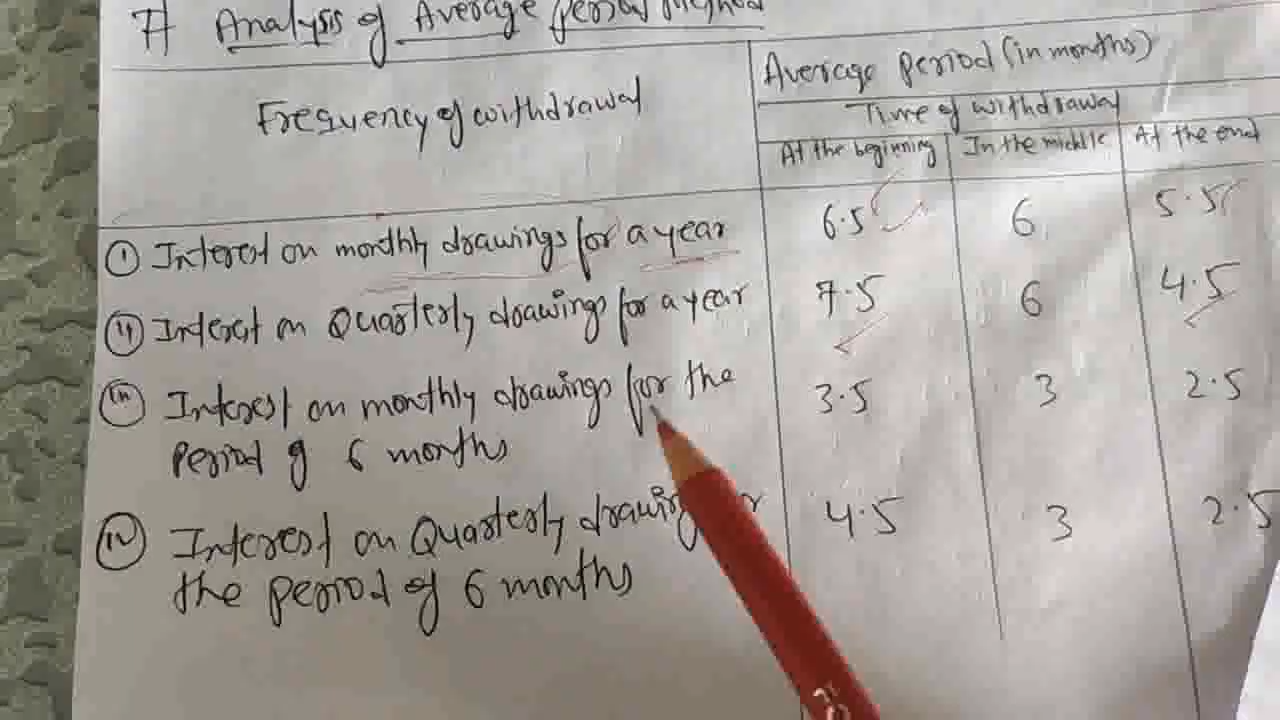 7) Analysis of Average Period Method
Frequency of withdrawal
Average period (in months)
Time of withdrawal
At the beginning In the middle At the end
(i) Interest on monthly drawings for a year 6.5 6 5.5
(ii) Interest on Quarterly drawings for a year 7.5 6 4.5
(iii) Interest on monthly drawings for the 3.5 3 2.5
period of 6 months
(iv) Interest on Quarterly drawing 4.5 3 2.5
the period of 6 months